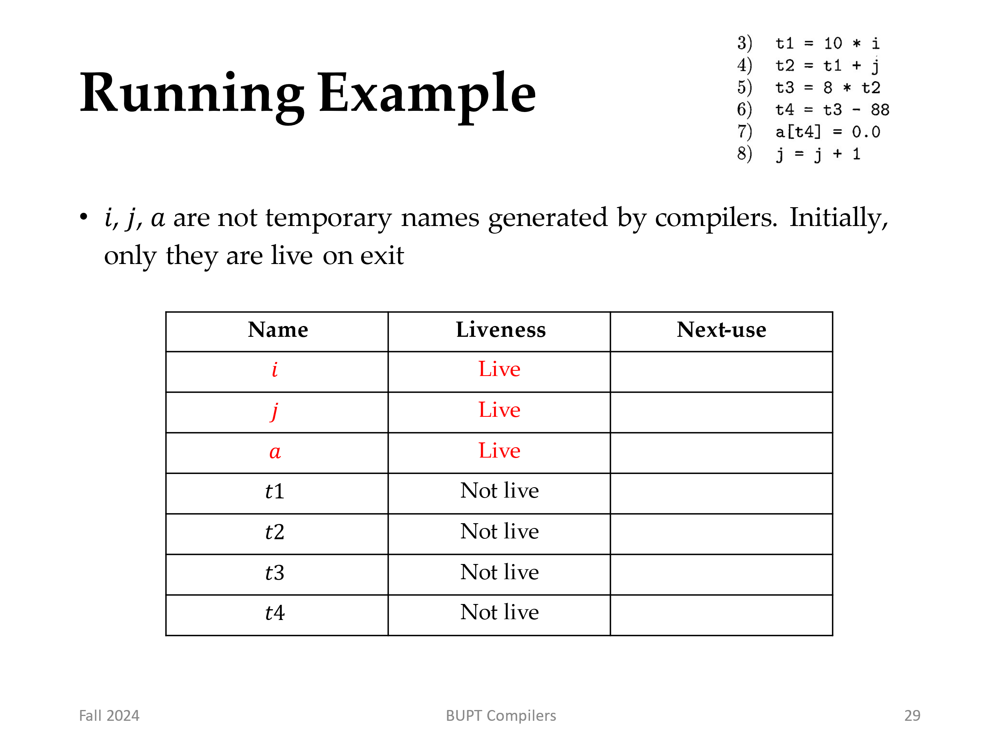 Running Example
3) t1 = 10 * i
4) t2 = t1 + j
5) t3 = 8 * t2
6) t4 = t3 - 88
7) a[t4] = 0.0
8) j = j + 1
• i, j, a are not temporary names generated by compilers. Initially,
only they are live on exit
Name Liveness Next-use
i Live
j Live
a Live
t1 Not live
t2 Not live
t3 Not live
t4 Not live
Fall 2024 BUPT Compilers 29